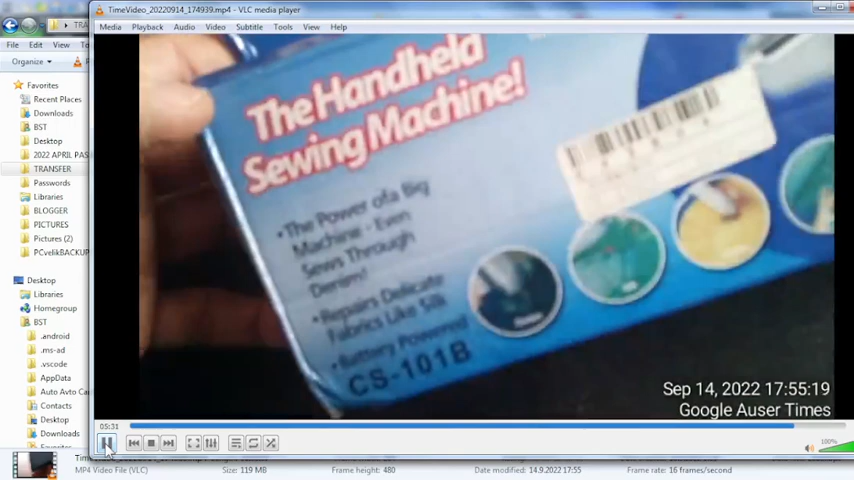 TimeVideo_20220914_174939.mp4 - VLC media player
Media Playback Audio Video Subtitle Tools View Help
File Edit
Organize
Favorites
Recent Places
Downloads
BST
Desktop
TRANSFER
Passwords
Libraries
BLOGGER
PICTURES
Pictures (2)
PCvelikBACKUP
Desktop
Libraries
Homegroup
BST
.android
.ms-ad
.vscode
AppData
Contacts
Desktop
Downloads
The Handheld
Sewing Machine!
• The Power of a Big
Machine - Even
Sews Through
Denim!
• Repairs Delicate
Fabrics Like Silk
• Battery Powered
CS-101B
Sep 14, 2022 17:55:19
Google Auser Times
05:31
100%
MP4 Video File (VLC)
Size: 119 MB
Frame height: 480
Date modified: 14.9.2022 17:55
Frame rate: 16 frames/second